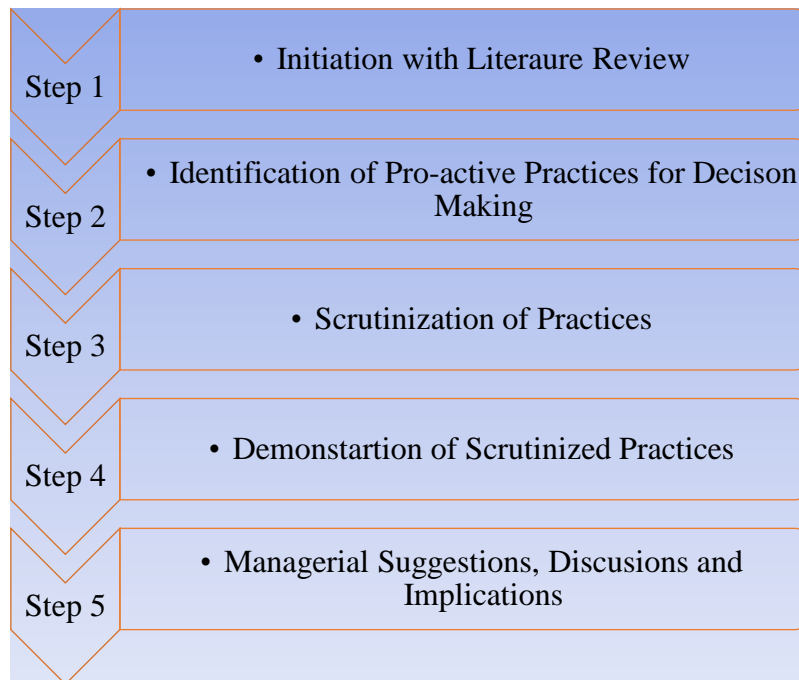 Step 1
• Initiation with Literaure Review
Step 2
• Identification of Pro-active Practices for Decison
Making
Step 3
• Scrutinization of Practices
Step 4
• Demonstartion of Scrutinized Practices
Step 5
• Managerial Suggestions, Discusions and
Implications